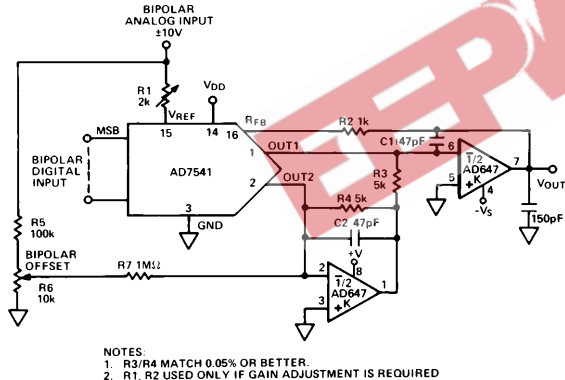 BIPOLAR
ANALOG INPUT
±10V
R1
2k
VREF
VDD
15
14
16
RFB
R2 1k
C1 47pF
MSB
BIPOLAR
DIGITAL
INPUT
AD7541
1
OUT1
2
OUT2
3
GND
R3
5k
R4 5k
C2 47pF
+V
6
1/2
AD647
+K
5
4
-VS
7
VOUT
150pF
R5
100k
BIPOLAR
OFFSET
R6
10k
R7 1MΩ
2
8
1/2
AD647
+K
3
1
NOTES:
1. R3/R4 MATCH 0.05% OR BETTER.
2. R1, R2 USED ONLY IF GAIN ADJUSTMENT IS REQUIRED